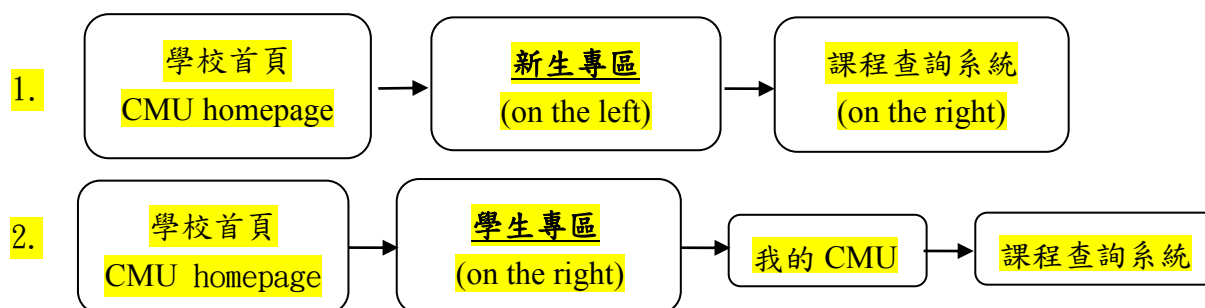 1.
學校首頁
CMU homepage
新生專區
(on the left)
課程查詢系統
(on the right)
2.
學校首頁
CMU homepage
學生專區
(on the right)
我的 CMU
課程查詢系統